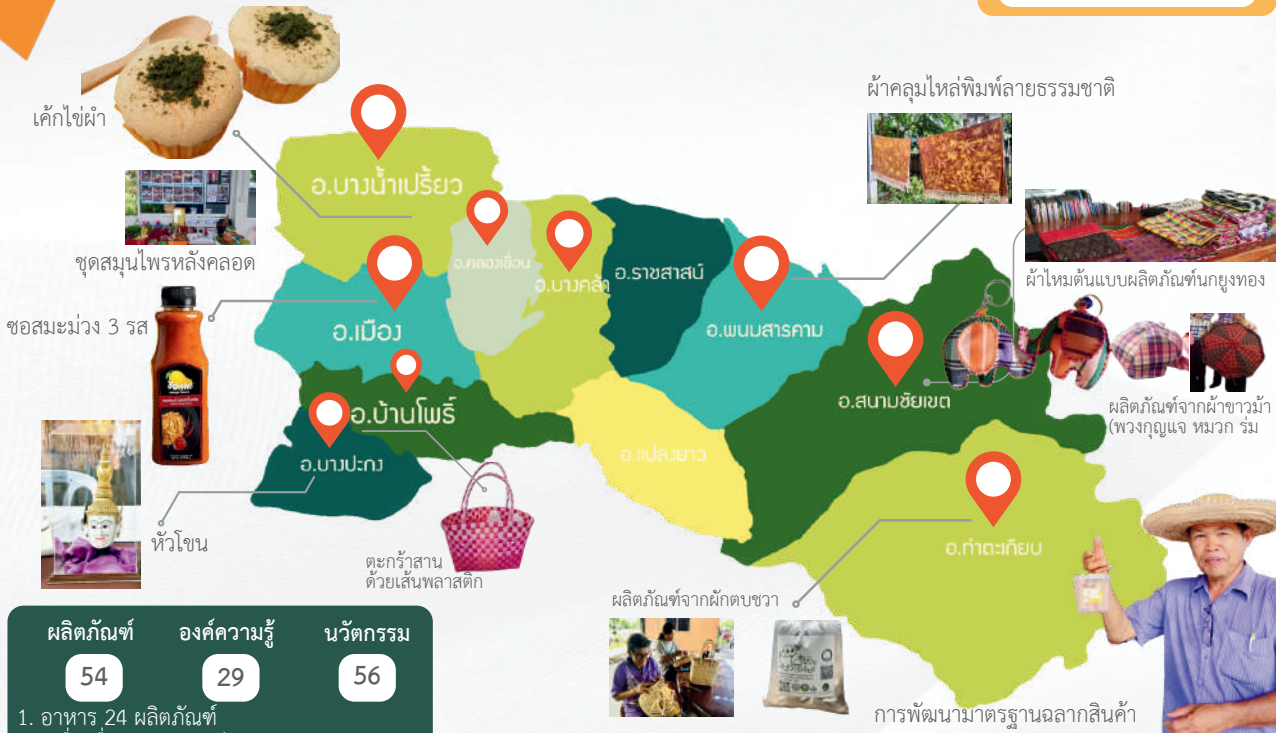 เค้กไข่ผำ
ชุดสมุนไพรหลังคลอด
ซอสมะม่วง 3 รส
หัวโขน
ตะกร้าสาน
ด้วยเส้นพลาสติก
ผ้าคลุมไหล่พิมพ์ลายธรรมชาติ
ผ้าไหมต้นแบบผลิตภัณฑ์นกยูงทอง
ผลิตภัณฑ์จากผ้าขาวม้า
(พวงกุญแจ หมวก ร่ม
อ.บางน้ำเปรี้ยว
อ.คลองเขื่อน
อ.บางคล้า
อ.ราชสาสน์
อ.เมือง
อ.พนมสารคาม
อ.บ้านโพธิ์
อ.สนามชัยเขต
อ.บางปะกง
อ.แปลงยาว
อ.ท่าตะเกียบ
ผลิตภัณฑ์จากผักตบชวา
การพัฒนามาตรฐานฉลากสินค้า
ผลิตภัณฑ์ องค์ความรู้ นวัตกรรม
54 29 56
1. อาหาร 24 ผลิตภัณฑ์